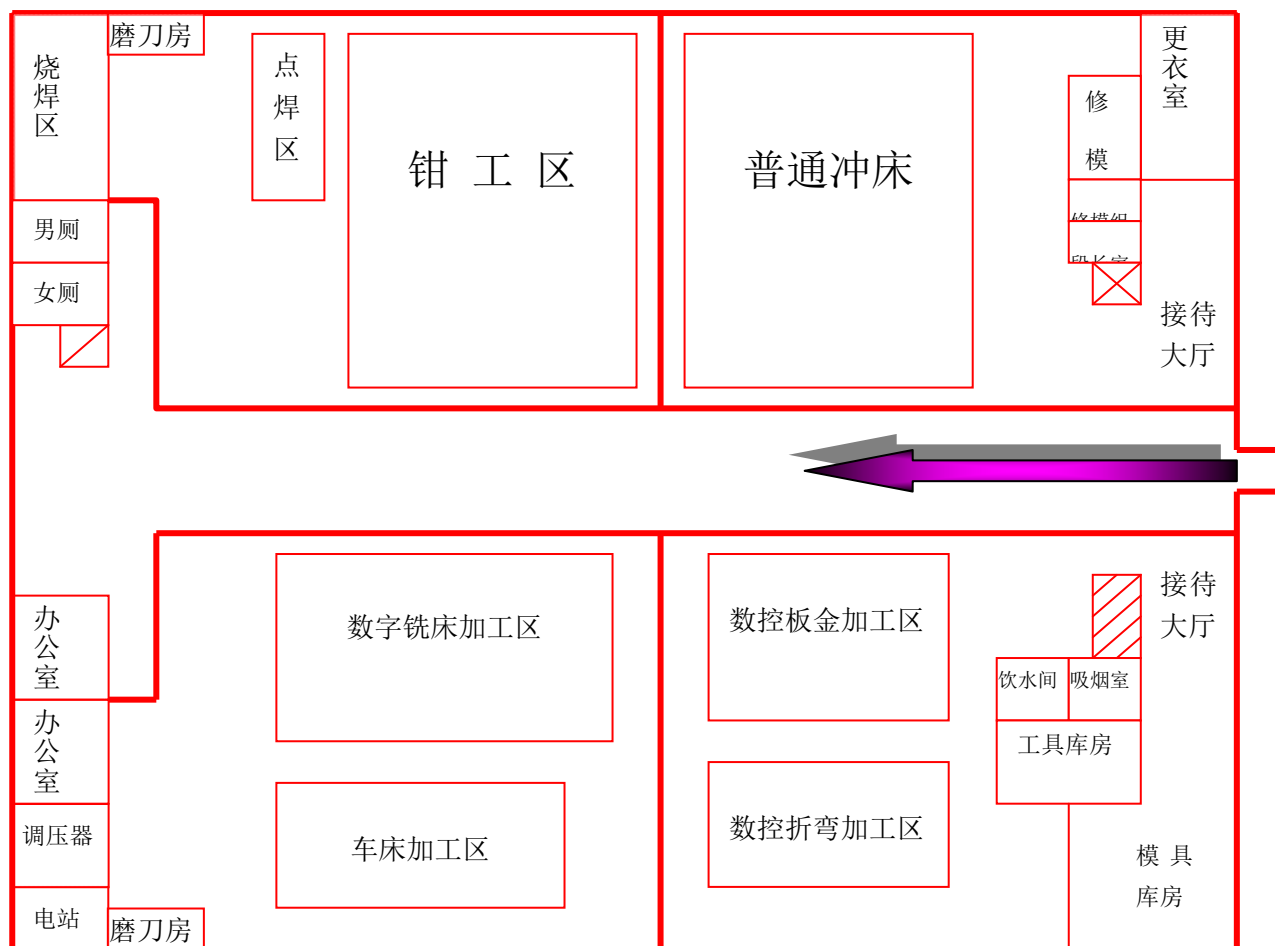 磨刀房
烧焊区
点焊区
钳 工 区
普通冲床
更衣室
修
模
男厕
女厕
接待
大厅
办公室
数字铣床加工区
数控板金加工区
接待
大厅
饮水间
吸烟室
办公室
工具库房
调压器
车床加工区
数控折弯加工区
模 具
库房
电站
磨刀房